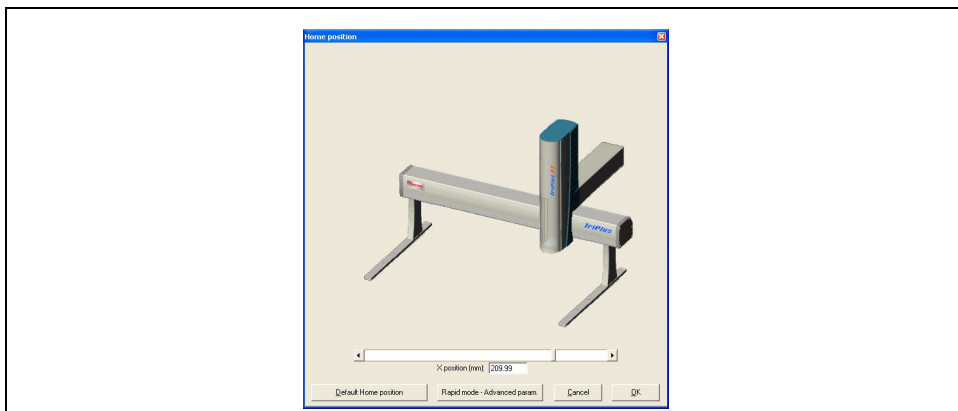 Home position
TriPlus
X position (mm): 209.99
Default Home position Rapid mode - Advanced param. Cancel OK